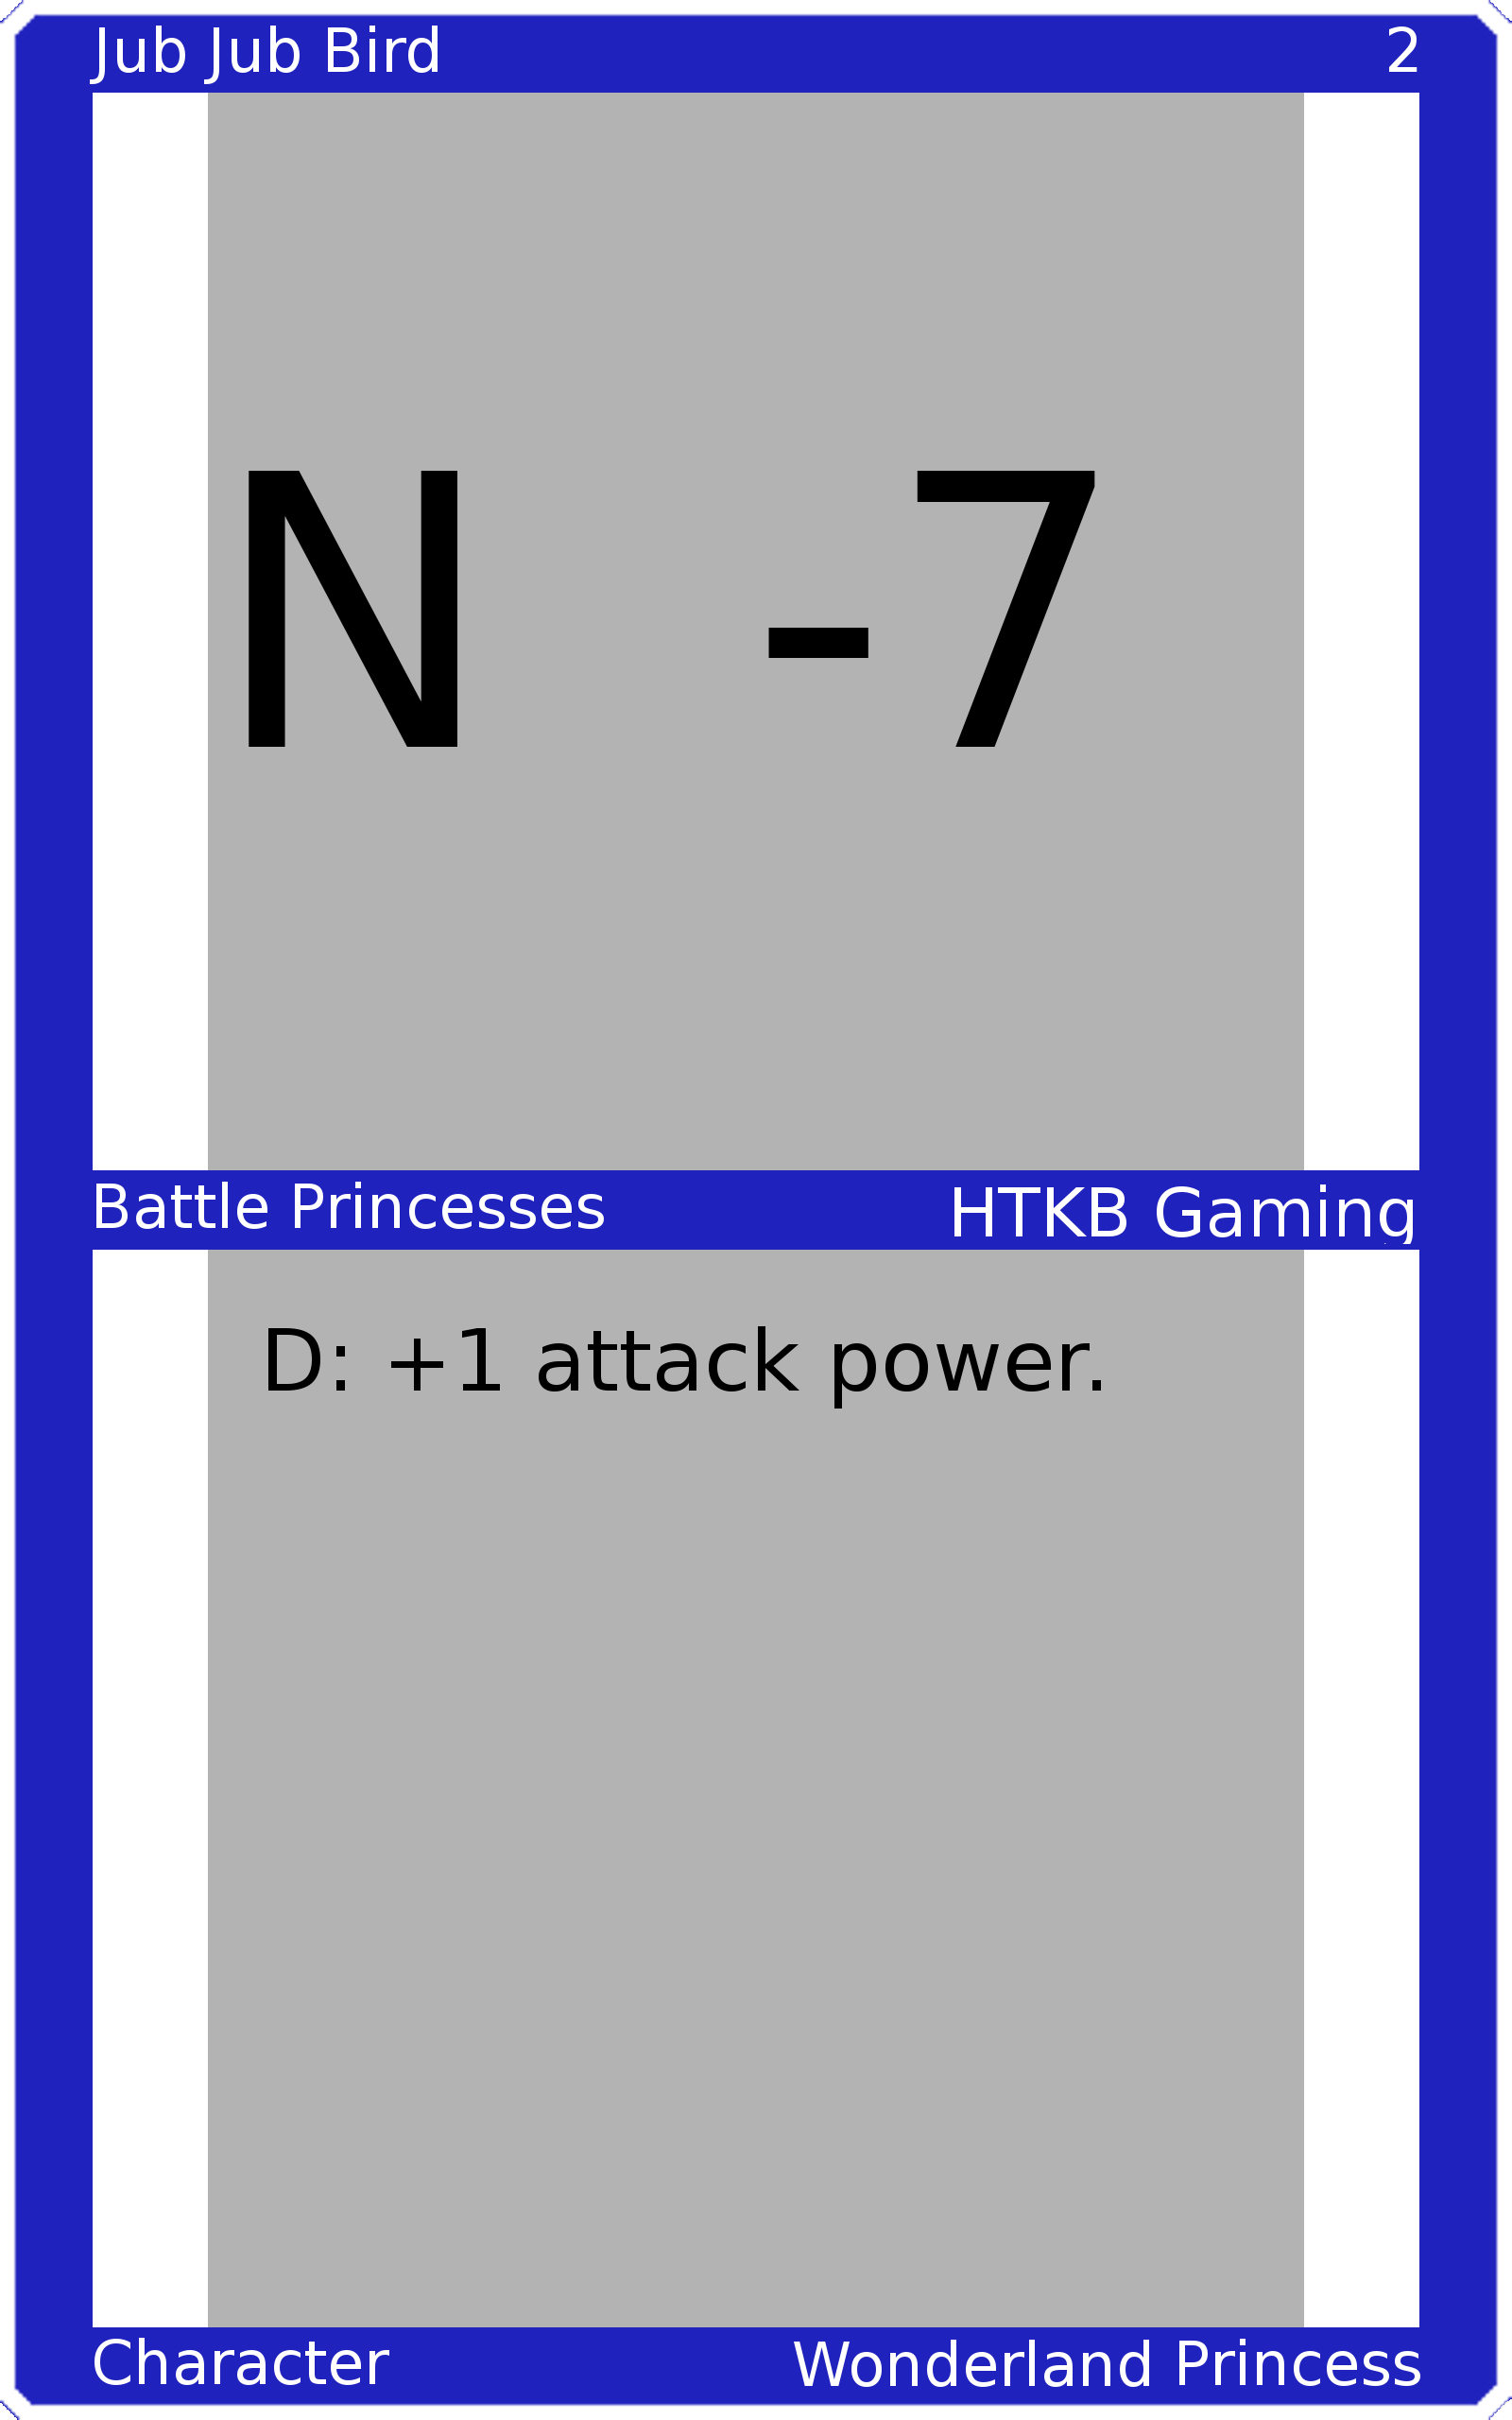 Jub Jub Bird 2
N -7
Battle Princesses HTKB Gaming
D: +1 attack power.
Character Wonderland Princess